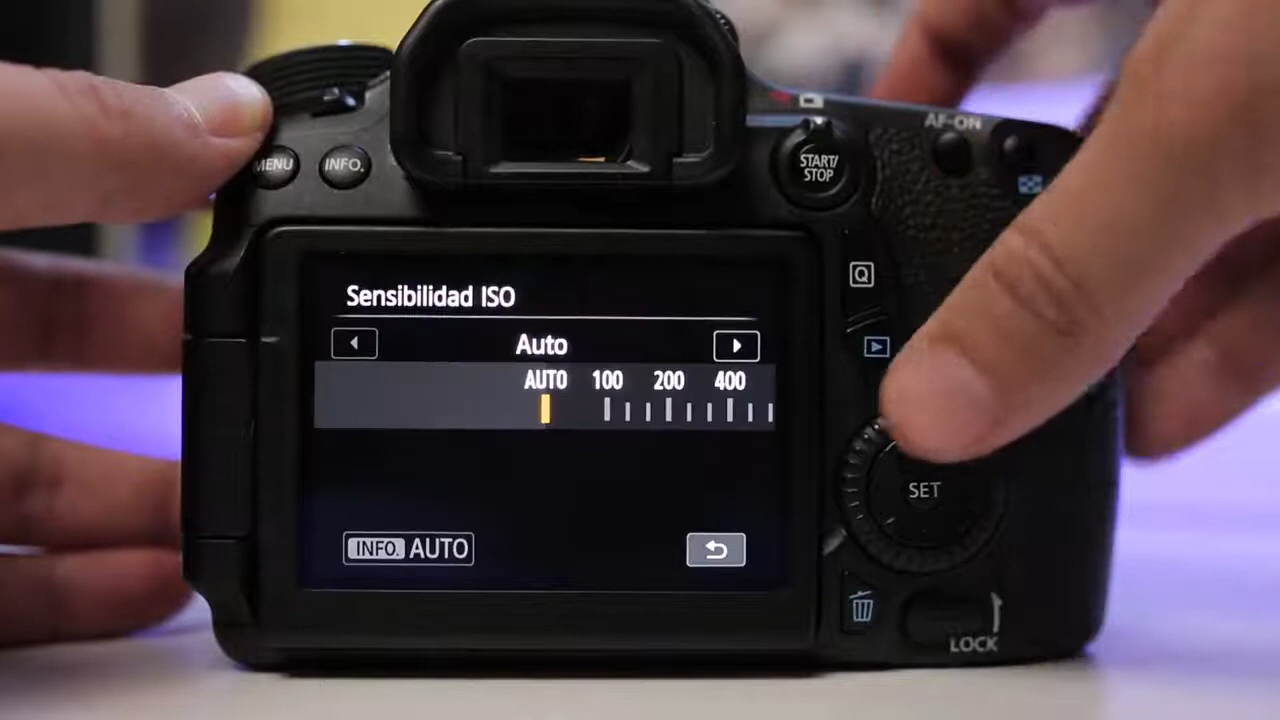 AF-ON
MENU
INFO.
START/
STOP
Q
Sensibilidad ISO
Auto
AUTO 100 200 400
SET
INFO. AUTO
LOCK